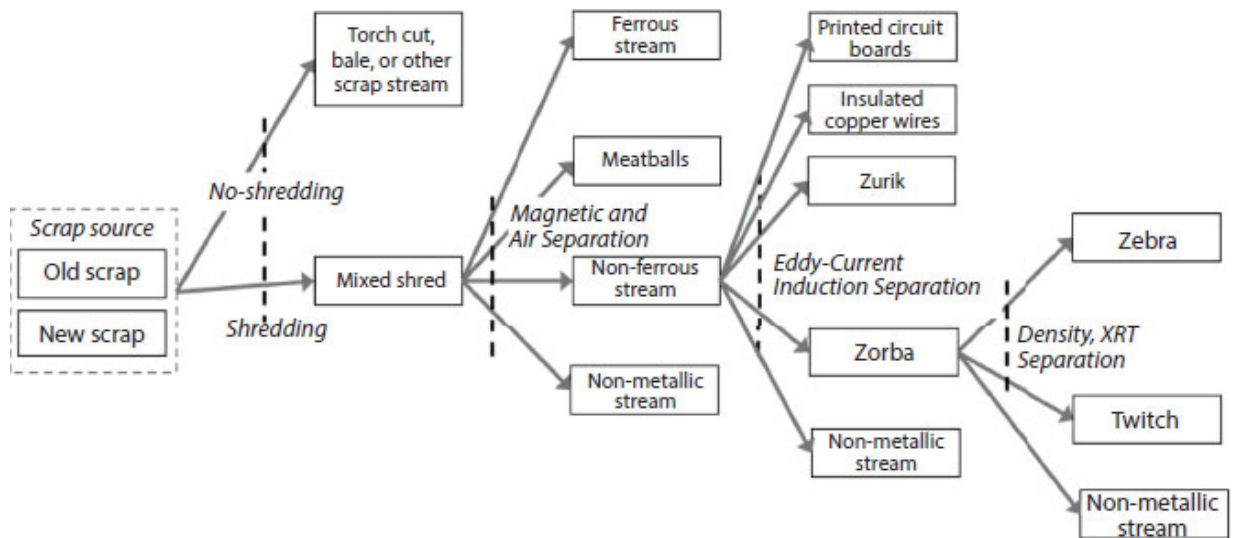 Torch cut,
bale, or other
scrap stream
No-shredding
Scrap source
Old scrap
New scrap
Shredding
Mixed shred
Ferrous
stream
Meatballs
Magnetic and
Air Separation
Non-ferrous
stream
Non-metallic
stream
Printed circuit
boards
Insulated
copper wires
Zurik
Eddy-Current
Induction Separation
Zorba
Non-metallic
stream
Zebra
Density, XRT
Separation
Twitch
Non-metallic
stream